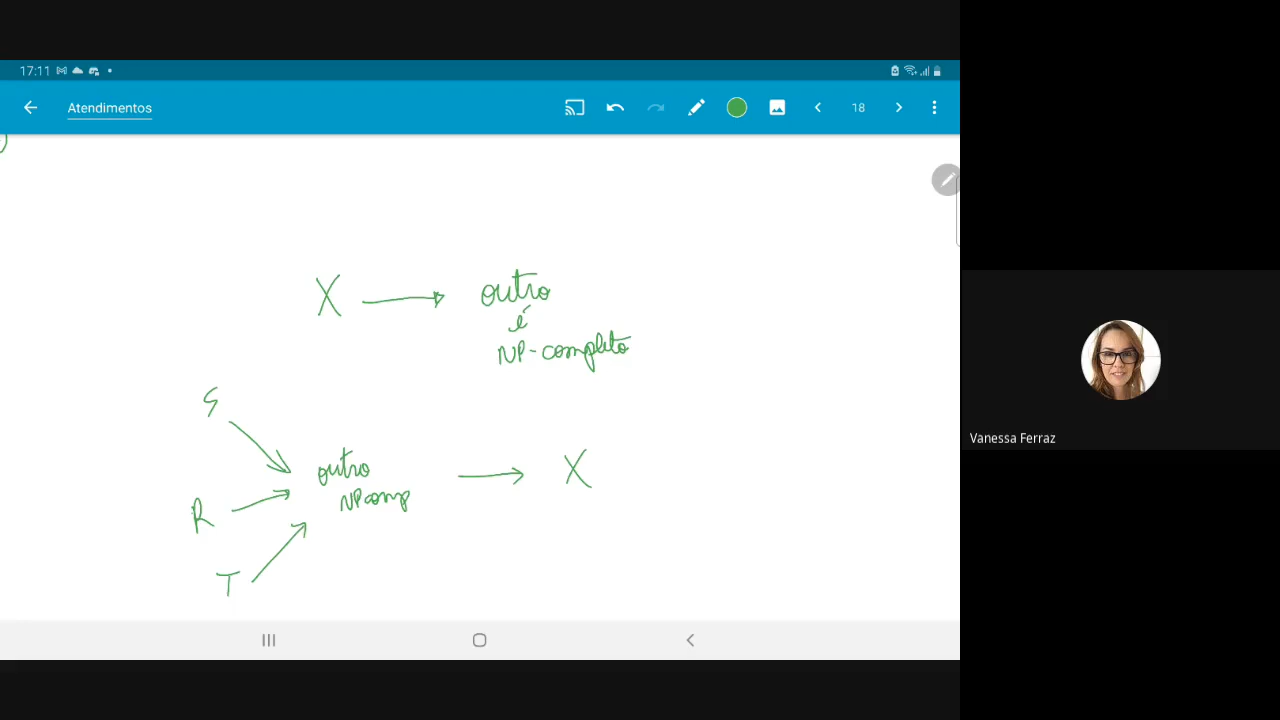 17:11
Atendimentos
18
X → outro
é
NP-completo
S
outro → X
NPcomp
R
T
Vanessa Ferraz